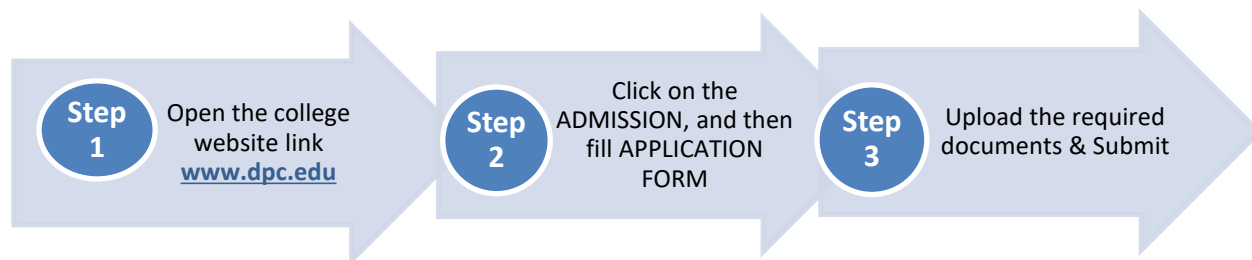 Step
1
Open the college
website link
www.dpc.edu
Step
2
Click on the
ADMISSION, and then
fill APPLICATION
FORM
Step
3
Upload the required
documents & Submit